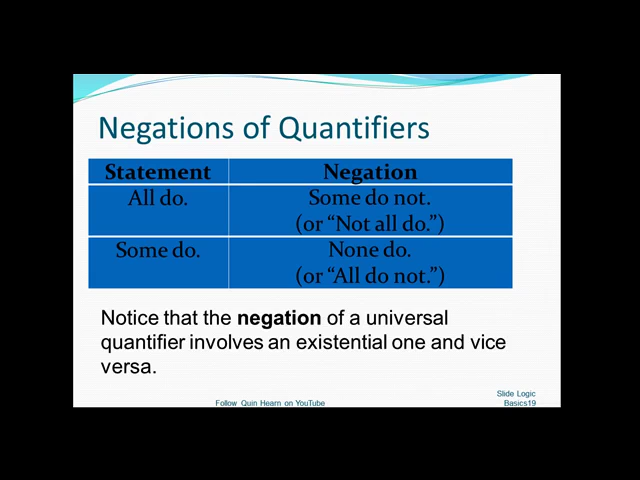 Negations of Quantifiers
Statement Negation
All do. Some do not.
(or “Not all do.”)
Some do. None do.
(or “All do not.”)
Notice that the negation of a universal
quantifier involves an existential one and vice
versa.
Follow Quin Hearn on YouTube
Slide Logic
Basics19